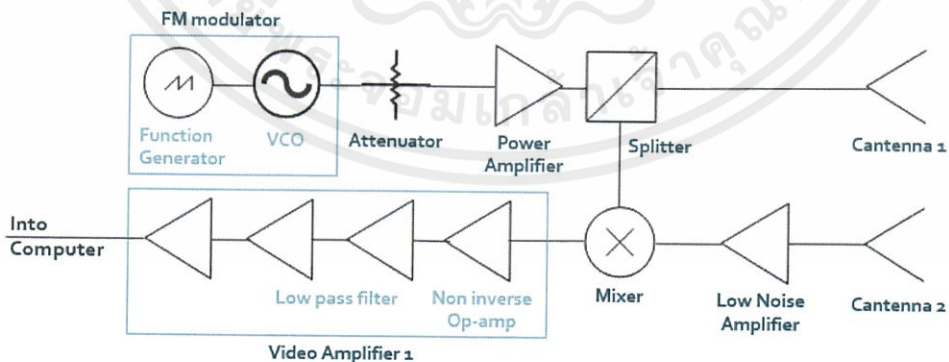 FM modulator
Function
Generator
VCO
Attenuator
Power
Amplifier
Splitter
Cantenna 1
Into
Computer
Low pass filter
Non inverse
Op-amp
Mixer
Low Noise
Amplifier
Cantenna 2
Video Amplifier 1